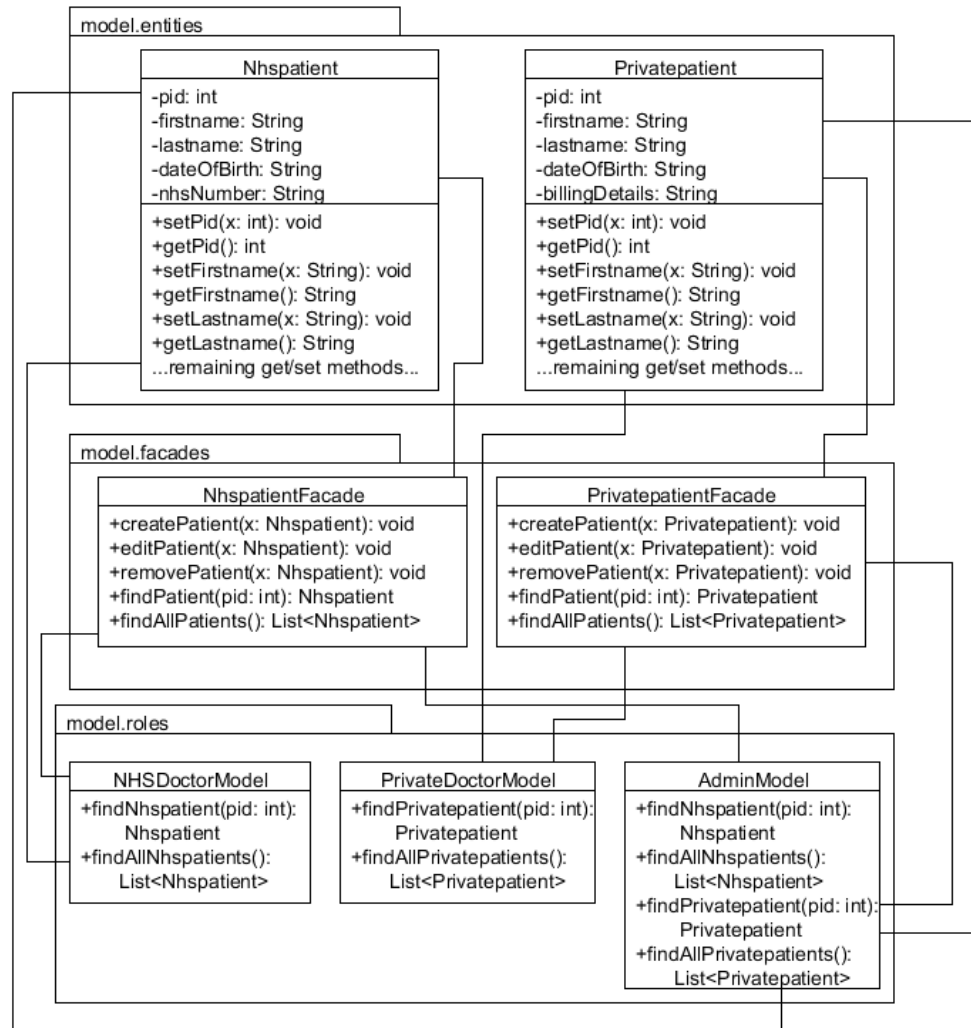 model.entities
Nhspatient
-pid: int
-firstname: String
-lastname: String
-dateOfBirth: String
-nhsNumber: String
+setPid(x: int): void
+getPid(): int
+setFirstname(x: String): void
+getFirstname(): String
+setLastname(x: String): void
+getLastname(): String
...remaining get/set methods...
Privatepatient
-pid: int
-firstname: String
-lastname: String
-dateOfBirth: String
-billingDetails: String
+setPid(x: int): void
+getPid(): int
+setFirstname(x: String): void
+getFirstname(): String
+setLastname(x: String): void
+getLastname(): String
...remaining get/set methods...
model.facades
NhspatientFacade
+createPatient(x: Nhspatient): void
+editPatient(x: Nhspatient): void
+removePatient(x: Nhspatient): void
+findPatient(pid: int): Nhspatient
+findAllPatients(): List<Nhspatient>
PrivatepatientFacade
+createPatient(x: Privatepatient): void
+editPatient(x: Privatepatient): void
+removePatient(x: Privatepatient): void
+findPatient(pid: int): Privatepatient
+findAllPatients(): List<Privatepatient>
model.roles
NHSDoctorModel
+findNhspatient(pid: int):
Nhspatient
+findAllNhspatients():
List<Nhspatient>
PrivateDoctorModel
+findPrivatepatient(pid: int):
Privatepatient
+findAllPrivatepatients():
List<Privatepatient>
AdminModel
+findNhspatient(pid: int):
Nhspatient
+findAllNhspatients():
List<Nhspatient>
+findPrivatepatient(pid: int):
Privatepatient
+findAllPrivatepatients():
List<Privatepatient>